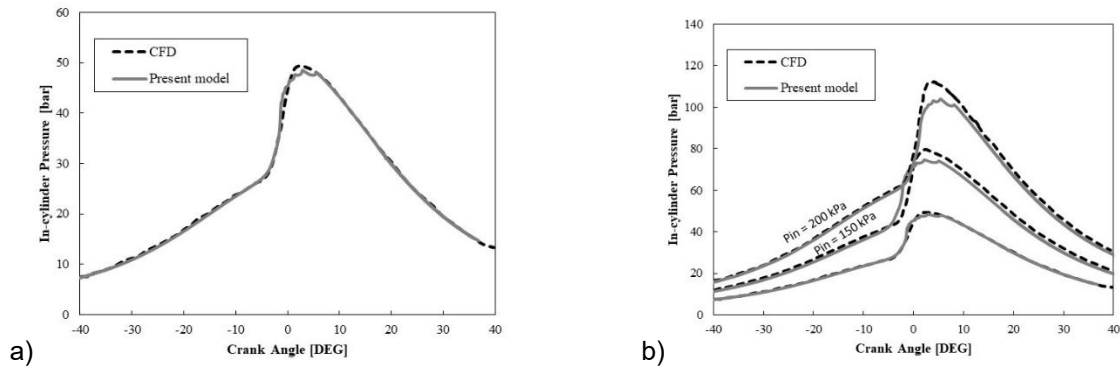 60
50
40
30
20
10
0
In-cylinder Pressure [bar]
CFD
Present model
-40 -30 -20 -10 0 10 20 30 40
Crank Angle [DEG]
a)
140
120
100
80
60
40
20
0
In-cylinder Pressure [bar]
CFD
Present model
Pin = 200 kPa
Pin = 150 kPa
-40 -30 -20 -10 0 10 20 30 40
Crank Angle [DEG]
b)